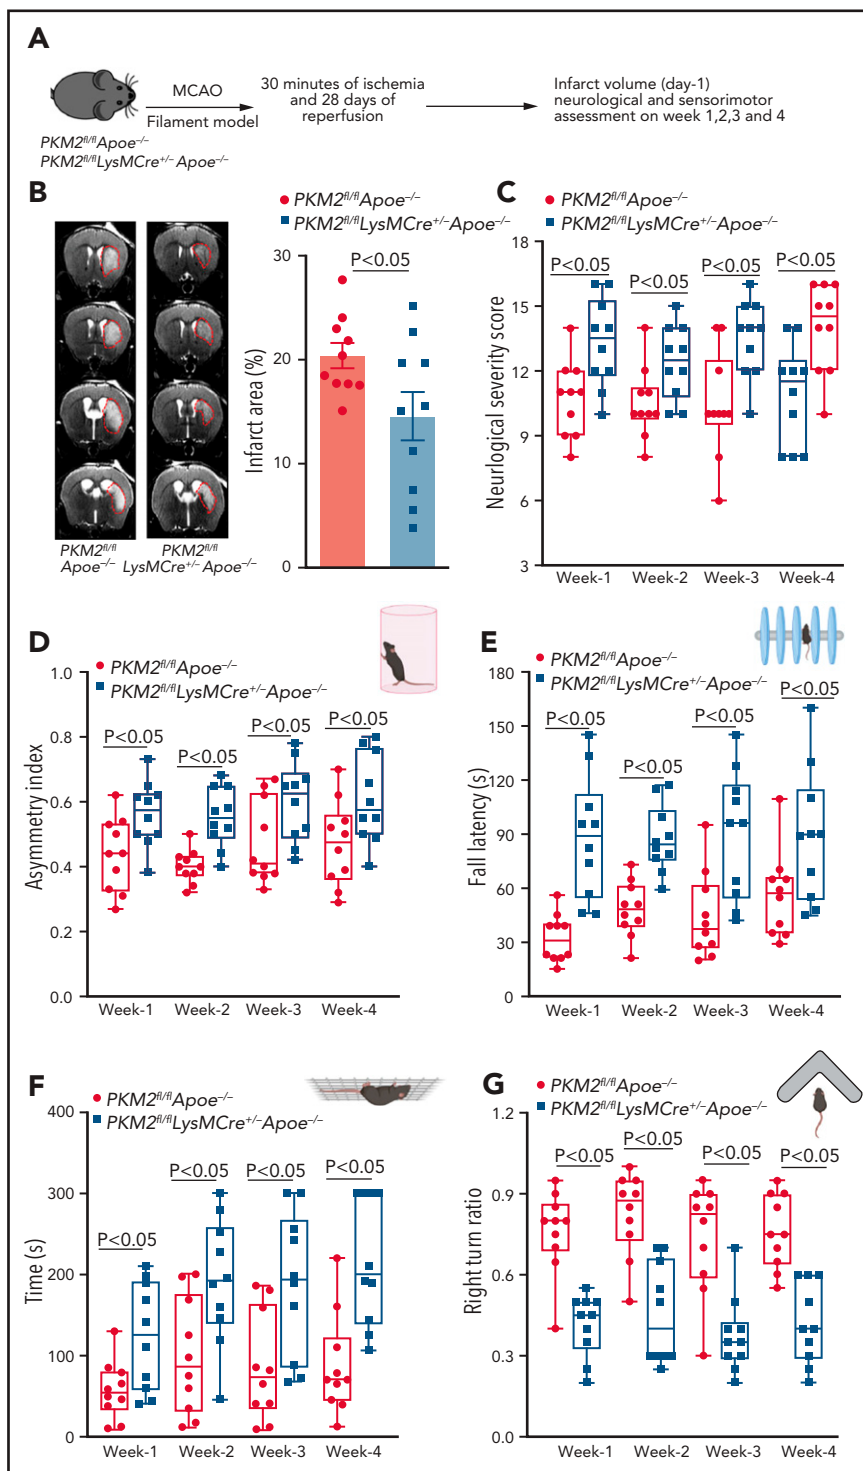 A
MCAO
Filament model
30 minutes of ischemia
and 28 days of
reperfusion
Infarct volume (day-1)
neurological and sensorimotor
assessment on week 1,2,3 and 4
PKM2fl/flApoe−/−
PKM2fl/flLysMCre+/−Apoe−/−
B
PKM2fl/fl
Apoe−/−
PKM2fl/fl
LysMCre+/−Apoe−/−
PKM2fl/flApoe−/−
PKM2fl/flLysMCre+/−Apoe−/−
P<0.05
Infarct area (%)
30
20
10
0
C
PKM2fl/flApoe−/−
PKM2fl/flLysMCre+/−Apoe−/−
Neurlogical severity score
18
15
12
9
6
3
P<0.05
P<0.05
P<0.05
P<0.05
Week-1
Week-2
Week-3
Week-4
D
PKM2fl/flApoe−/−
PKM2fl/flLysMCre+/−Apoe−/−
Asymmetry index
1.0
0.8
0.6
0.4
0.2
0.0
P<0.05
P<0.05
P<0.05
P<0.05
Week-1
Week-2
Week-3
Week-4
E
PKM2fl/flApoe−/−
PKM2fl/flLysMCre+/−Apoe−/−
Fall latency (s)
180
150
120
90
60
30
0
P<0.05
P<0.05
P<0.05
P<0.05
Week-1
Week-2
Week-3
Week-4
F
PKM2fl/flApoe−/−
PKM2fl/flLysMCre+/−Apoe−/−
Time (s)
400
300
200
100
0
P<0.05
P<0.05
P<0.05
P<0.05
Week-1
Week-2
Week-3
Week-4
G
PKM2fl/flApoe−/−
PKM2fl/flLysMCre+/−Apoe−/−
Right turn ratio
1.2
0.9
0.6
0.3
0.0
P<0.05
P<0.05
P<0.05
P<0.05
Week-1
Week-2
Week-3
Week-4